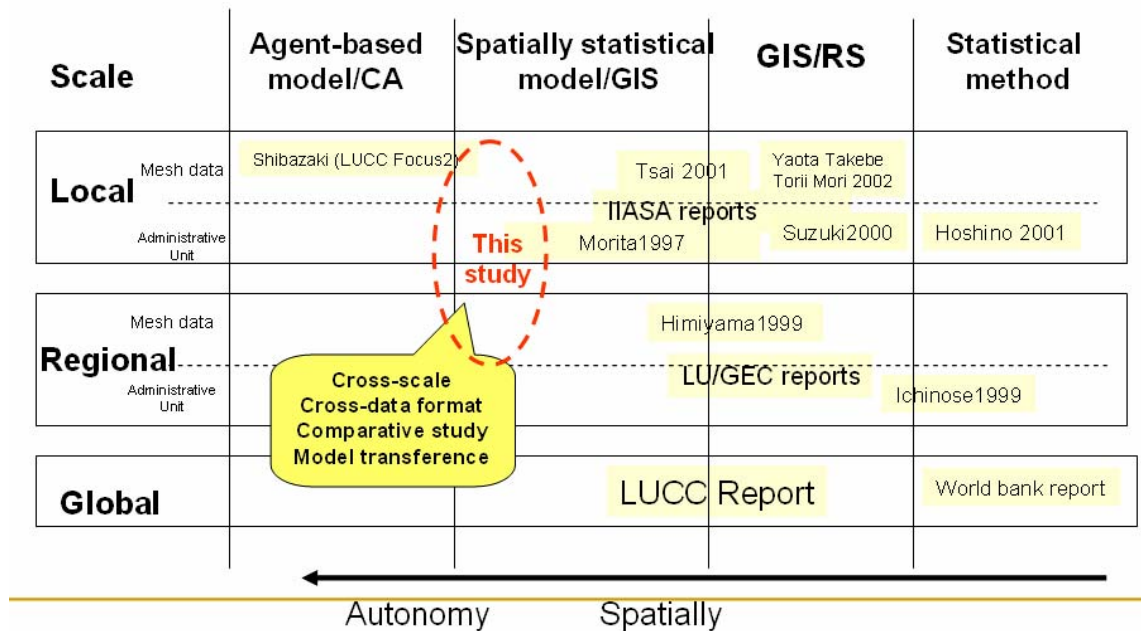 Scale
Agent-based
model/CA
Spatially statistical
model/GIS
GIS/RS
Statistical
method
Local
Mesh data
Administrative
Unit
Shibazaki (LUCC Focus2)
Tsai 2001
Yaota Takebe
Torii Mori 2002
IIASA reports
Morita1997
Suzuki2000
Hoshino 2001
This
study
Regional
Mesh data
Administrative
Unit
Himiyama1999
LU/GEC reports
Ichinose1999
Cross-scale
Cross-data format
Comparative study
Model transference
Global
LUCC Report
World bank report
Autonomy
Spatially